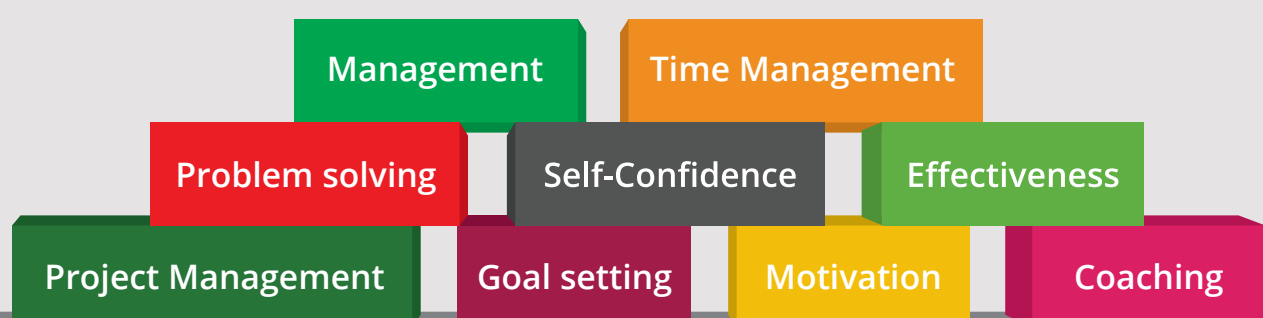 Management
Time Management
Problem solving
Self-Confidence
Effectiveness
Project Management
Goal setting
Motivation
Coaching